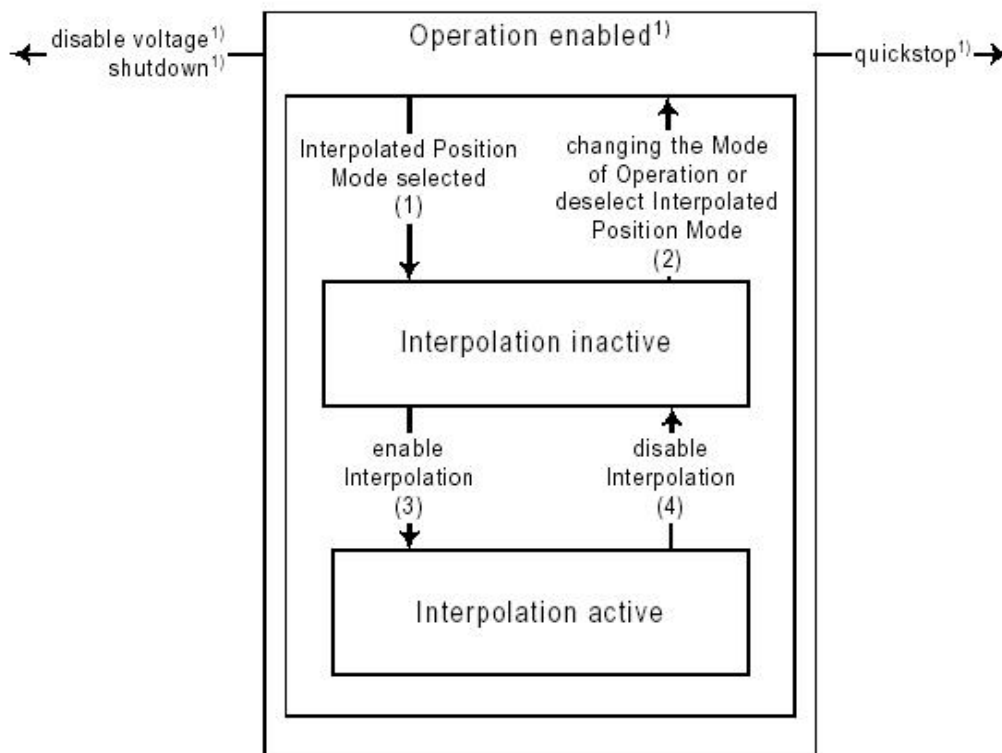 disable voltage1)
shutdown1)
Operation enabled1)
quickstop1)
Interpolated Position
Mode selected
(1)
changing the Mode
of Operation or
deselect Interpolated
Position Mode
(2)
Interpolation inactive
enable
Interpolation
(3)
disable
Interpolation
(4)
Interpolation active